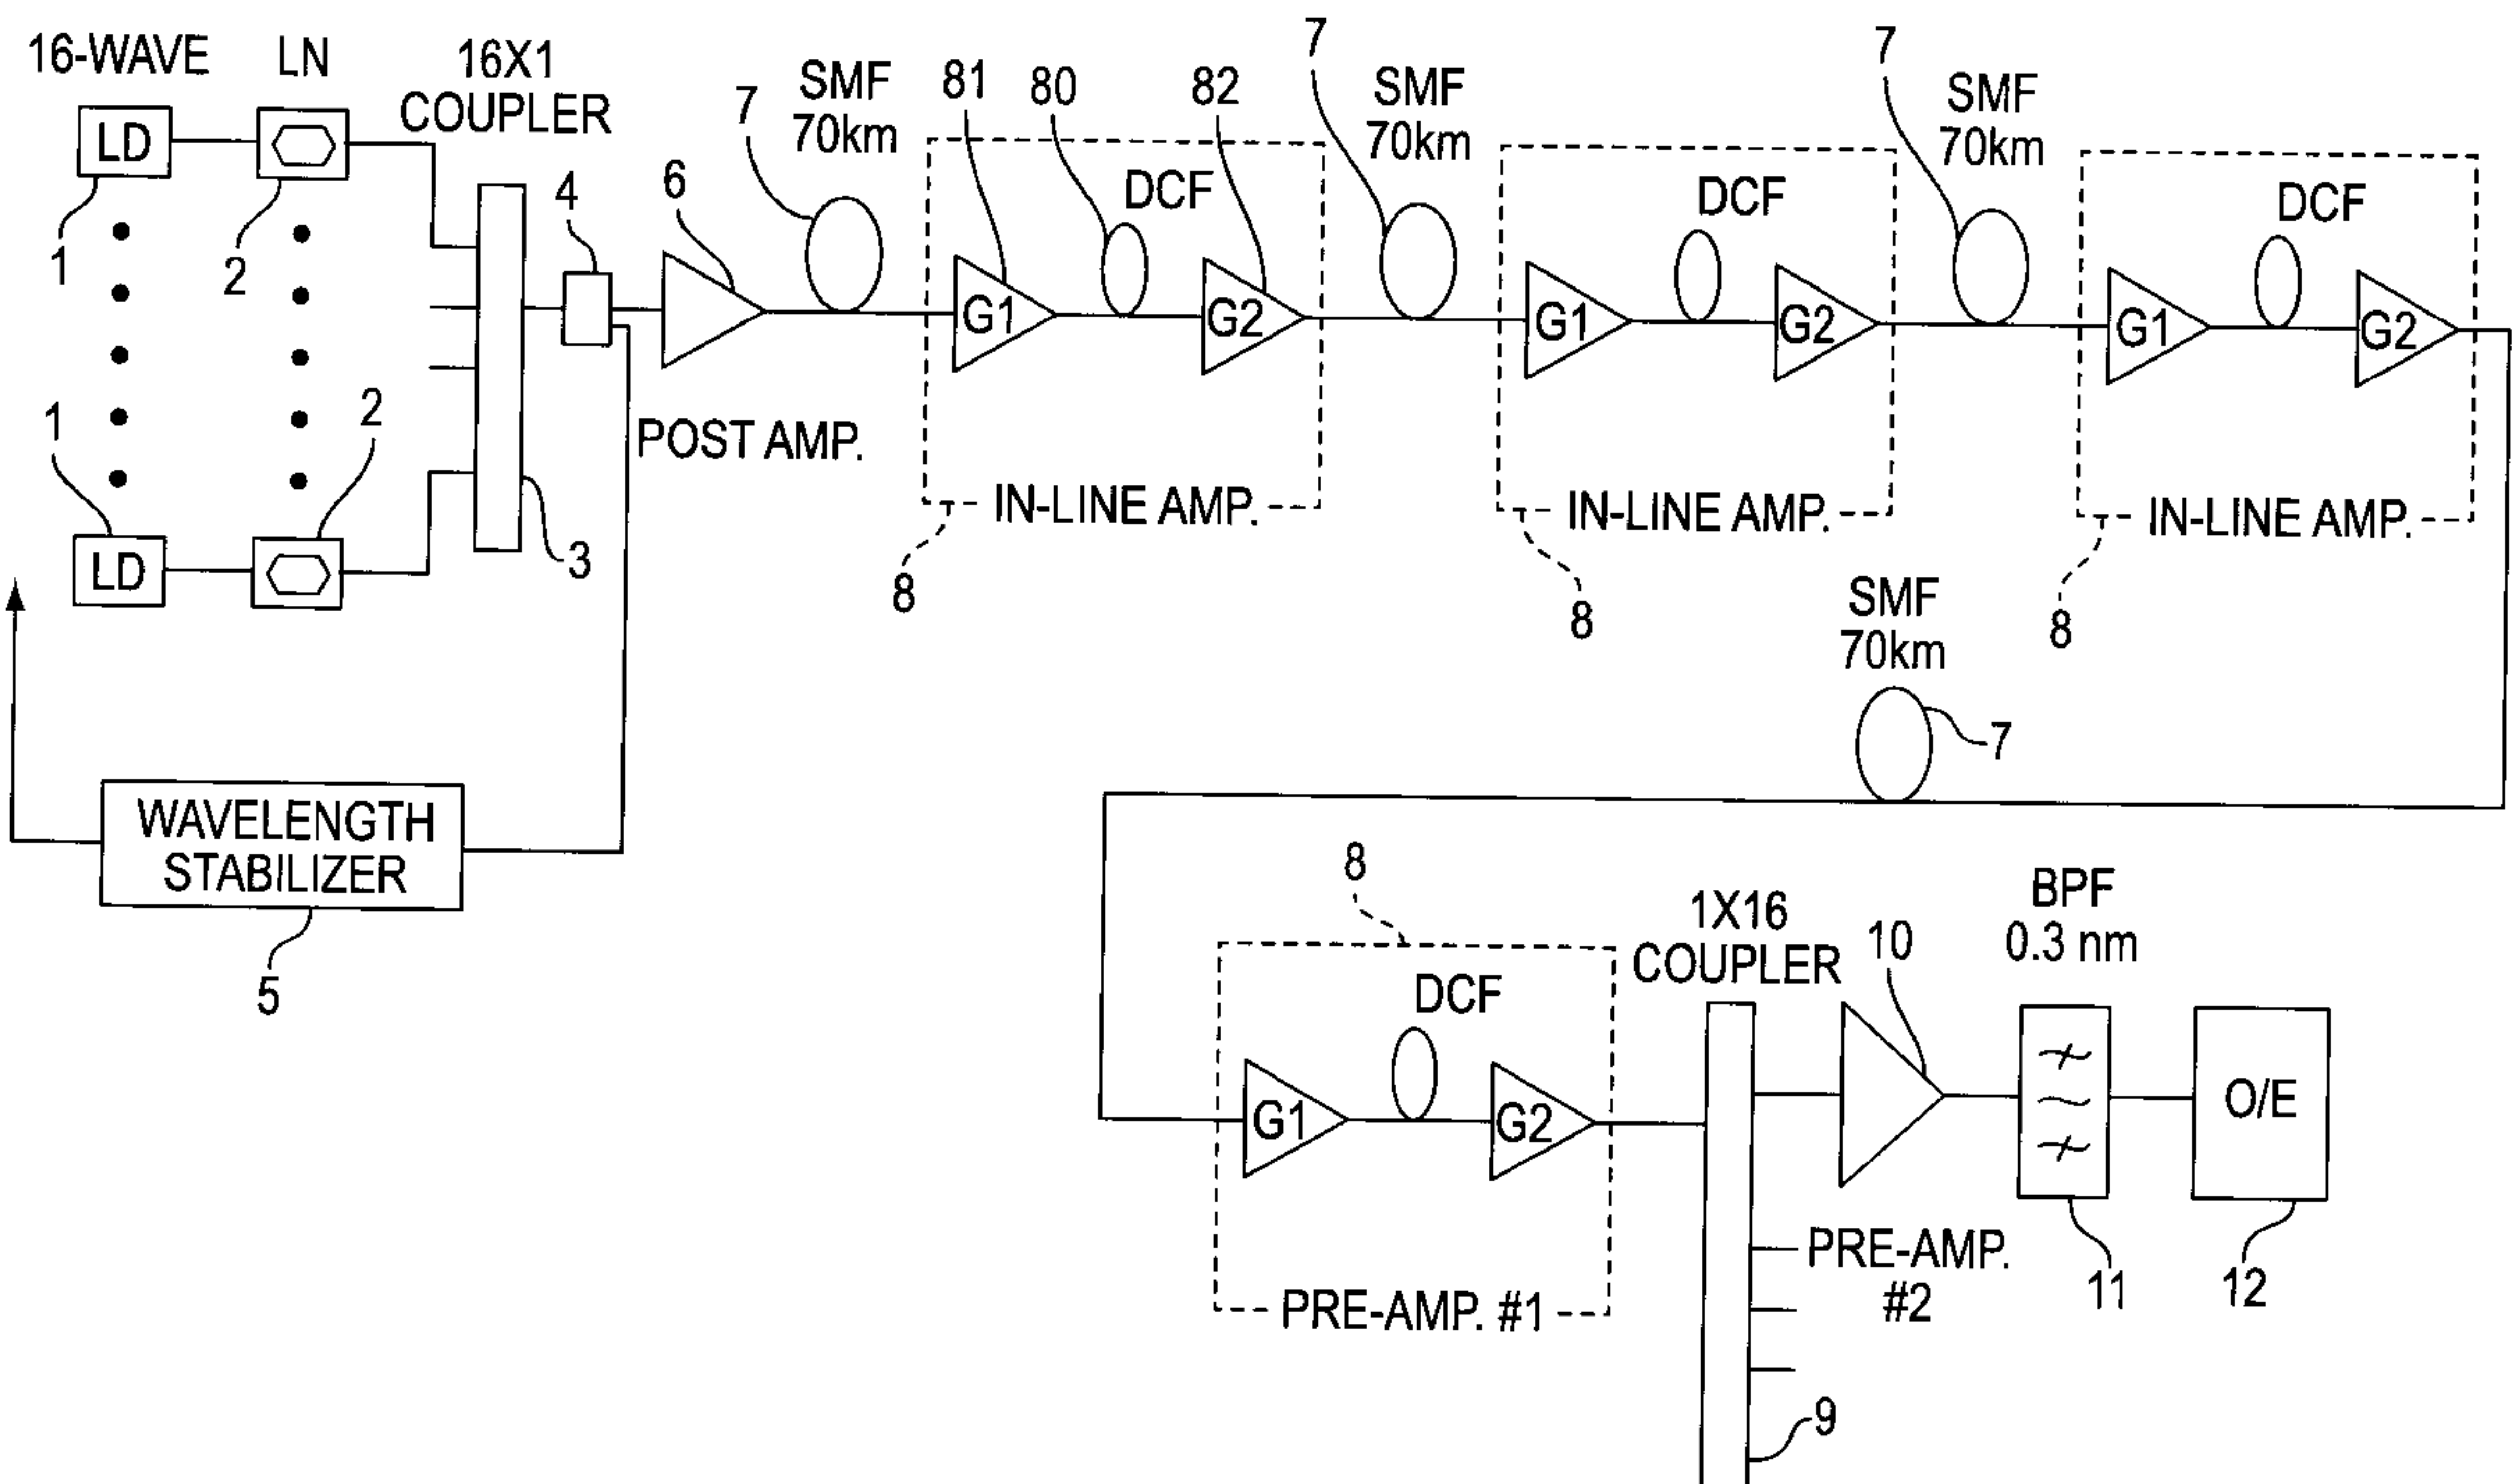 16-WAVE
LN
16X1
COUPLER
LD
1
2
4
6
7
SMF
70km
81
80
82
DCF
G1
G2
7
SMF
70km
DCF
G1
G2
7
SMF
70km
DCF
G1
G2
1
2
LD
3
POST AMP.
IN-LINE AMP.
8
IN-LINE AMP.
8
IN-LINE AMP.
8
SMF
70km
7
WAVELENGTH
STABILIZER
5
8
DCF
G1
G2
PRE-AMP. #1
1X16
COUPLER
10
BPF
0.3 nm
O/E
PRE-AMP.
#2
11
12
9